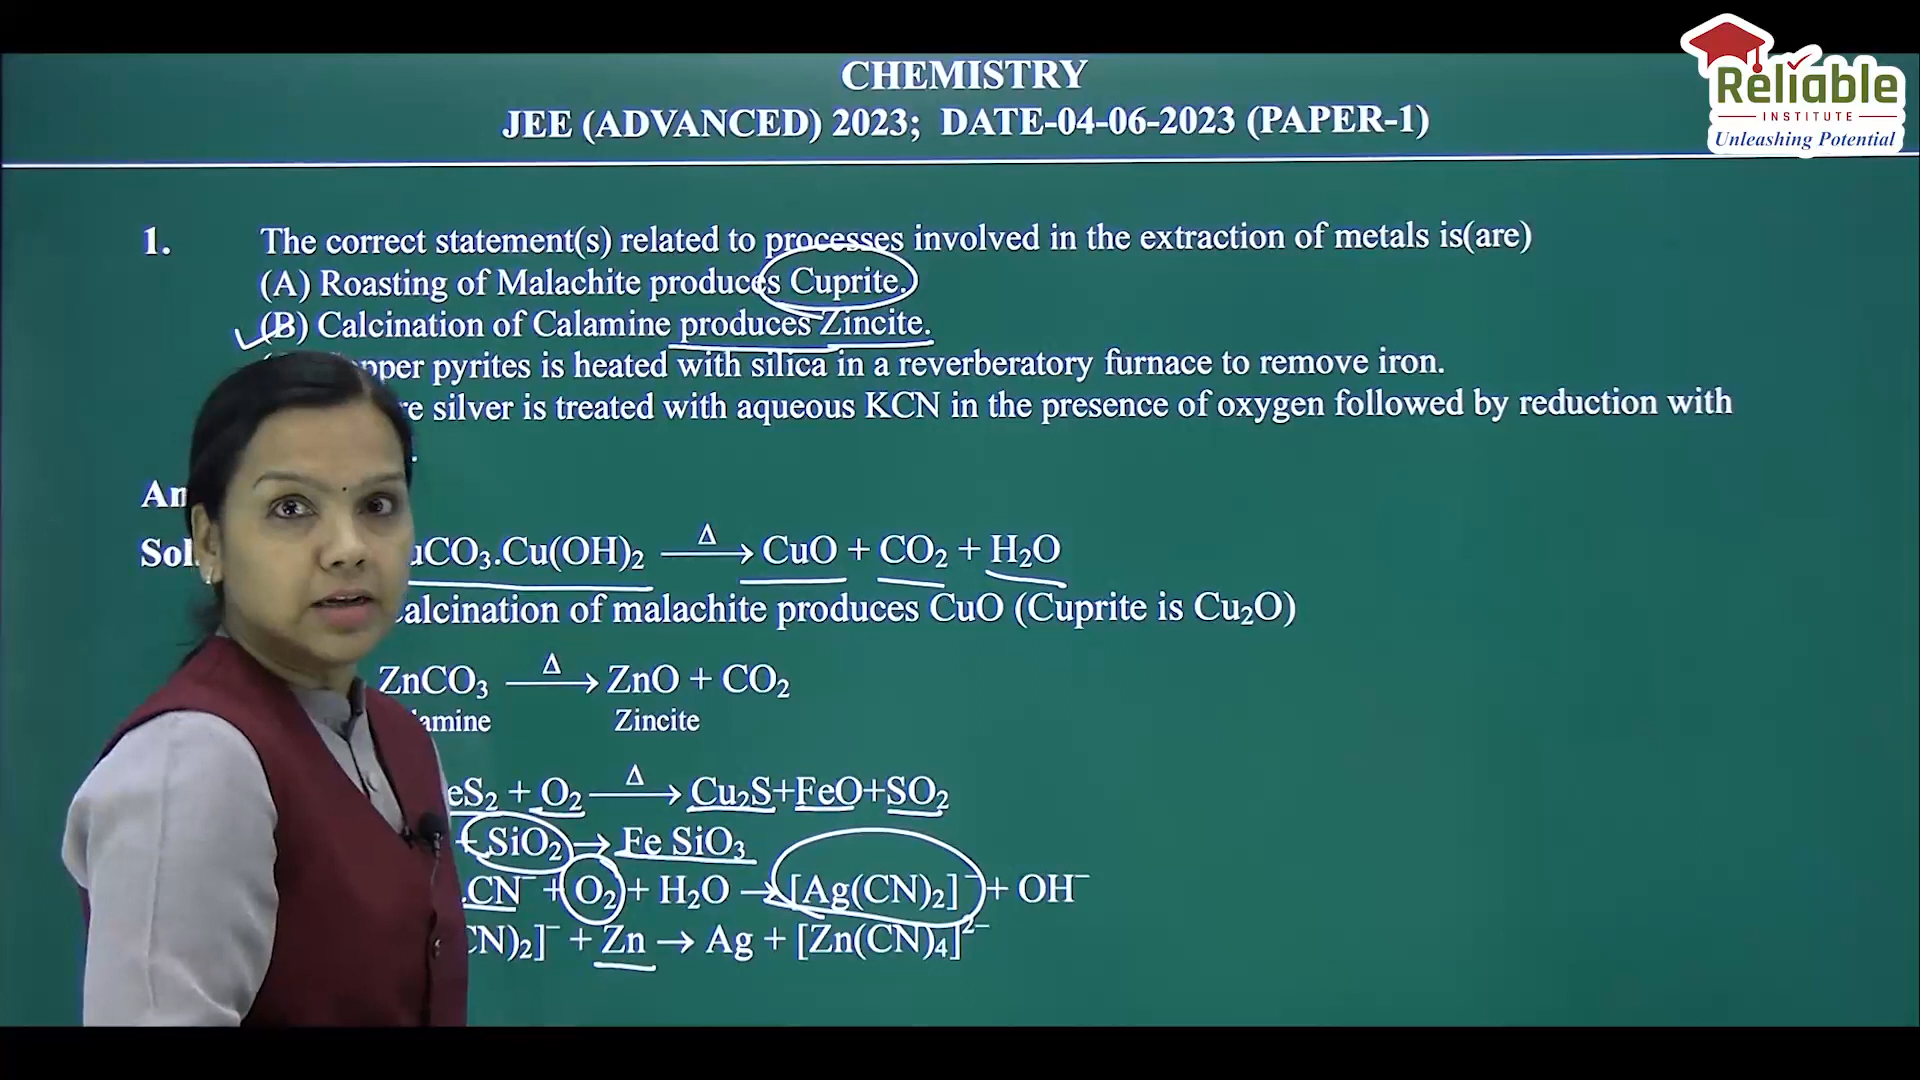 Reliable
INSTITUTE
Unleashing Potential
CHEMISTRY
JEE (ADVANCED) 2023; DATE-04-06-2023 (PAPER-1)
1. The correct statement(s) related to processes involved in the extraction of metals is(are)
(A) Roasting of Malachite produces Cuprite.
(B) Calcination of Calamine produces Zincite.
pyrites is heated with silica in a reverberatory furnace to remove iron.
silver is treated with aqueous KCN in the presence of oxygen followed by reduction with
.
Sol.
CO₃.Cu(OH)₂ —Δ→ CuO + CO₂ + H₂O
of malachite produces CuO (Cuprite is Cu₂O)
ZnCO₃ —Δ→ ZnO + CO₂
Zincite
eS₂ + O₂ —Δ→ Cu₂S+FeO+SO₂
+ SiO₂ → Fe SiO₃
CN⁻ + O₂ + H₂O → [Ag(CN)₂]⁻ + OH⁻
CN)₂]⁻ + Zn → Ag + [Zn(CN)₄]²⁻